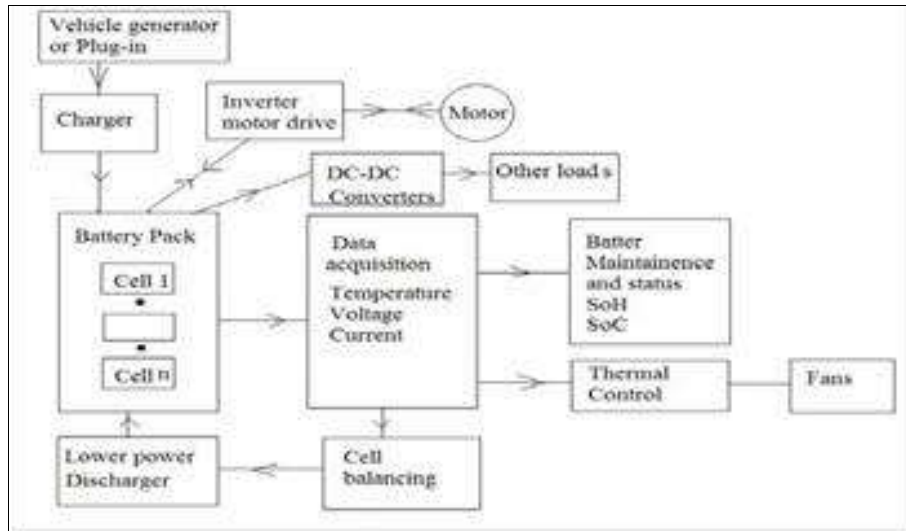 Vehicle generator
or Plug-in
Charger
Inverter
motor drive
Motor
DC-DC
Converters
Other loads
Battery Pack
Cell 1
Cell n
Data
acquisition
Temperature
Voltage
Current
Batter
Maintainence
and status
SoH
SoC
Thermal
Control
Fans
Lower power
Discharger
Cell
balancing